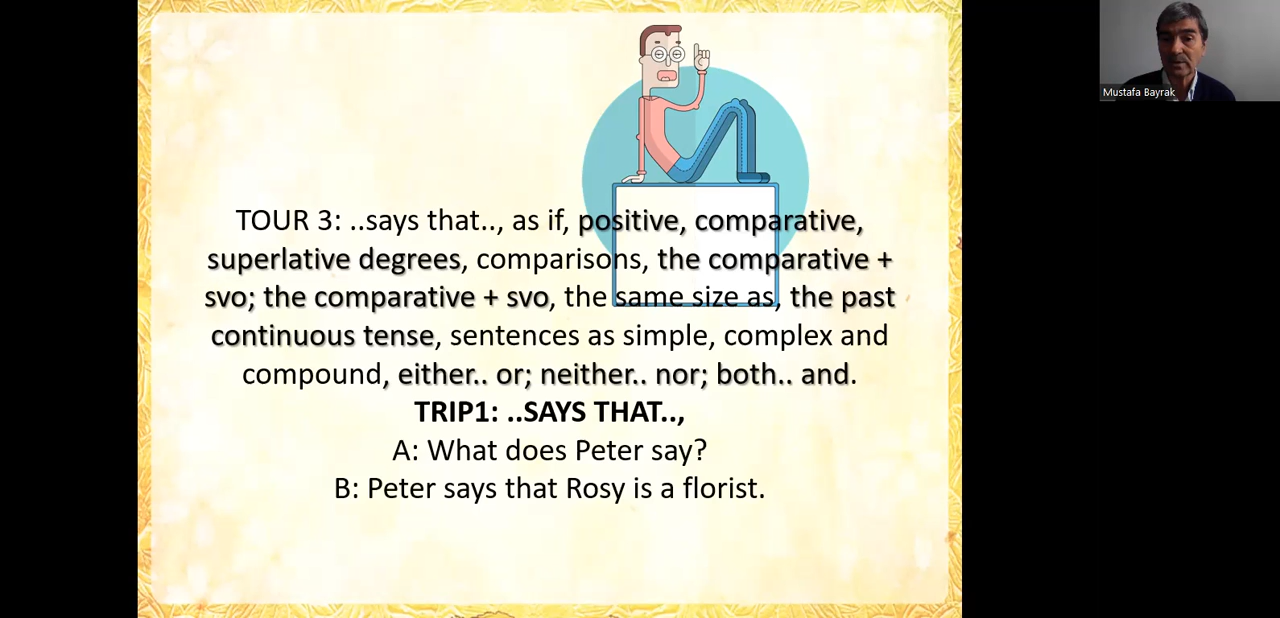 Mustafa Bayrak
TOUR 3: ..says that.., as if, positive, comparative,
superlative degrees, comparisons, the comparative +
svo; the comparative + svo, the same size as, the past
continuous tense, sentences as simple, complex and
compound, either.. or; neither.. nor; both.. and.
TRIP1: ..SAYS THAT..,
A: What does Peter say?
B: Peter says that Rosy is a florist.